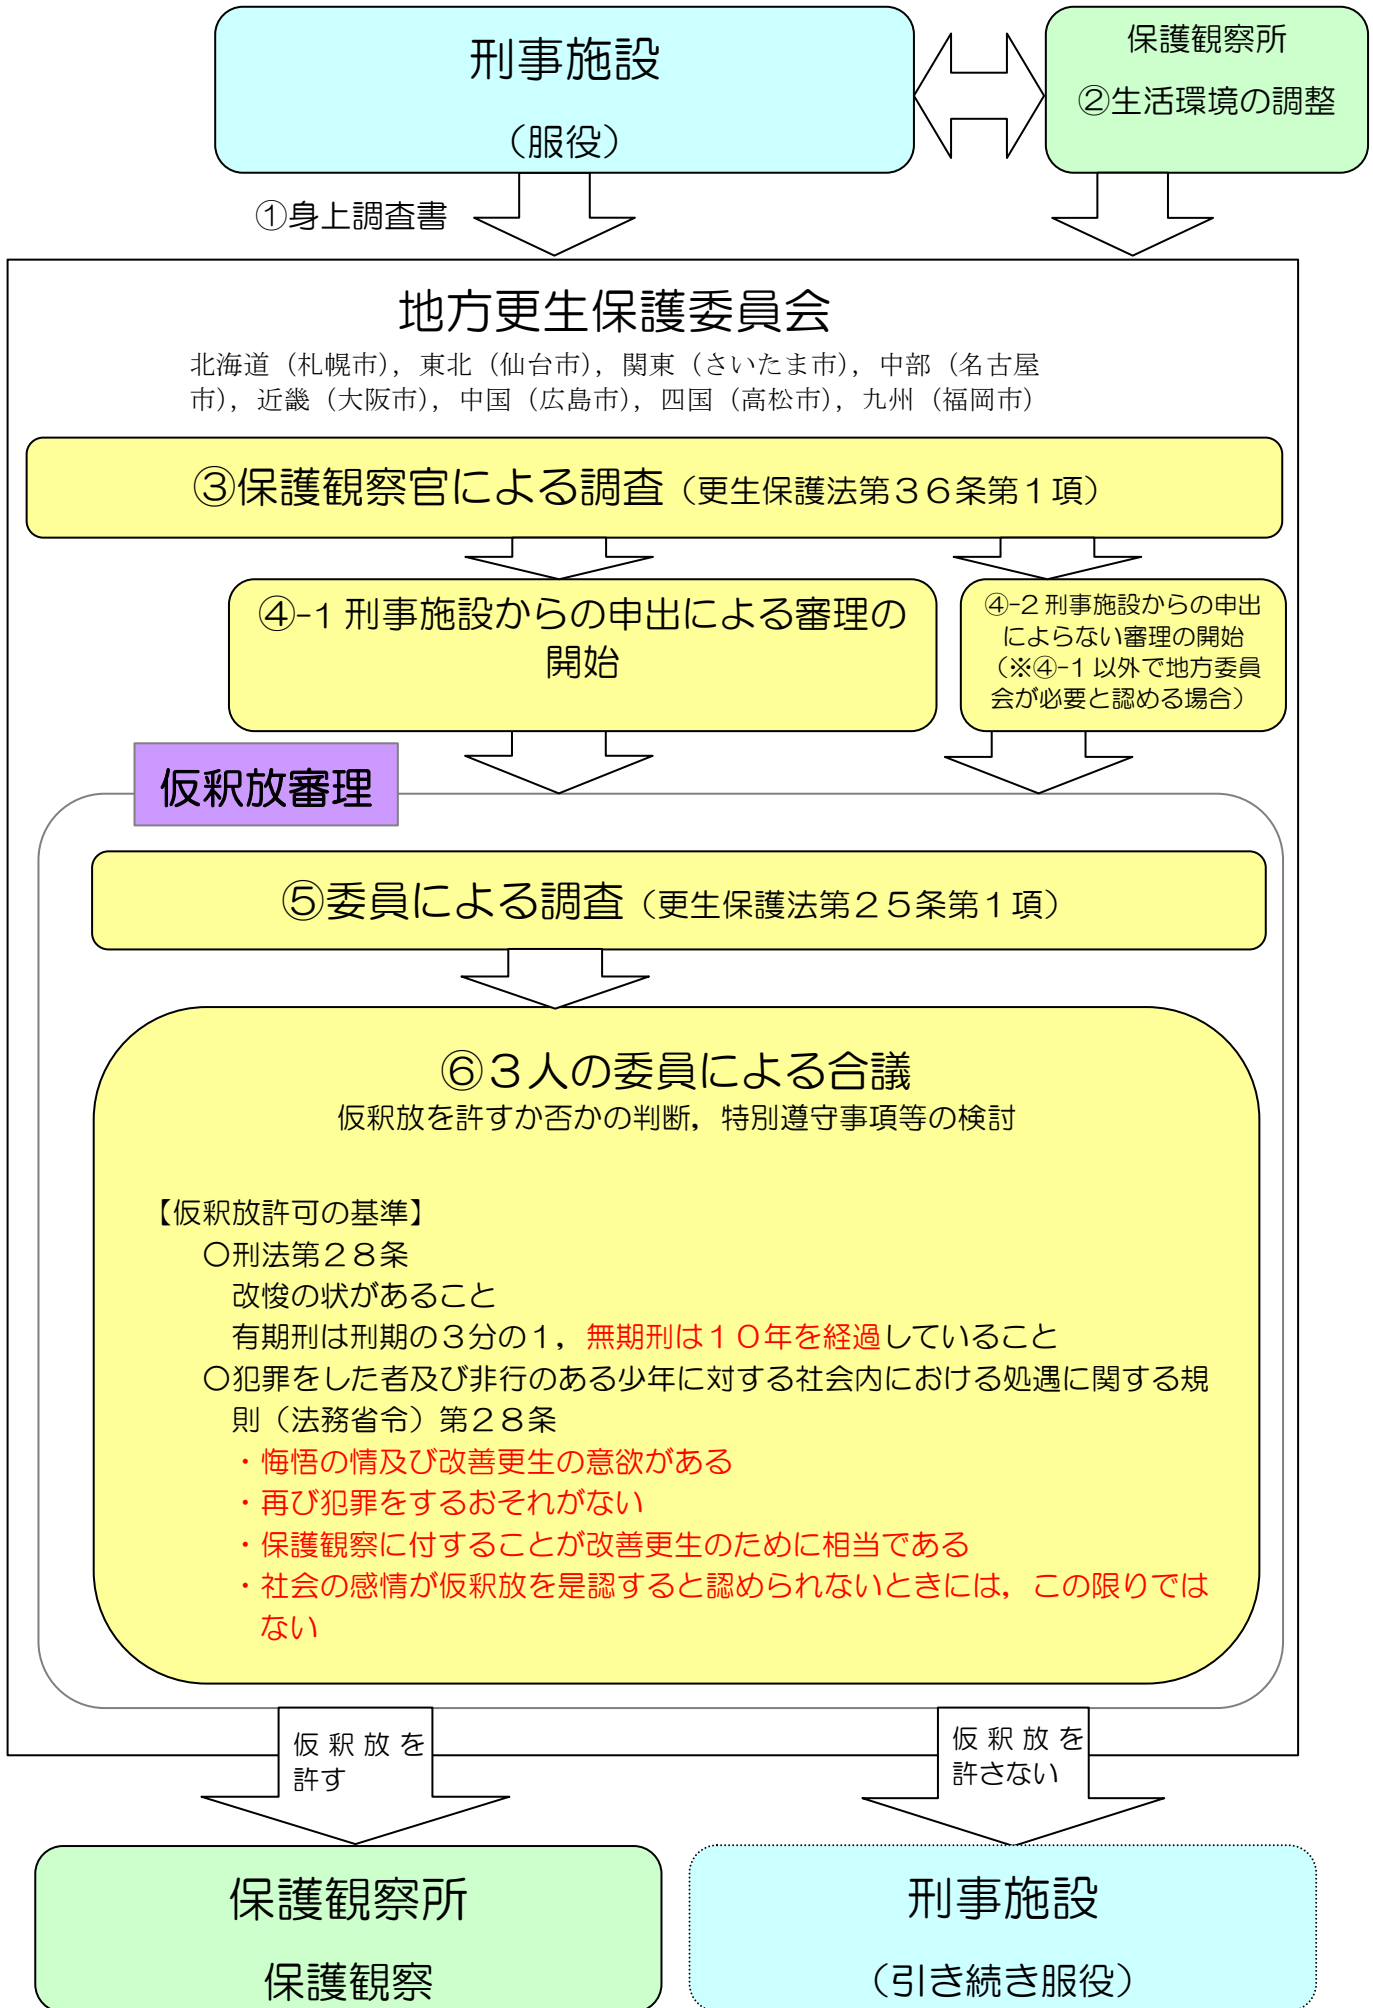 刑事施設
（服役）
保護観察所
②生活環境の調整
①身上調査書
地方更生保護委員会
北海道（札幌市），東北（仙台市），関東（さいたま市），中部（名古屋
市），近畿（大阪市），中国（広島市），四国（高松市），九州（福岡市）
③保護観察官による調査（更生保護法第３６条第１項）
④-1 刑事施設からの申出による審理の
開始
④-2 刑事施設からの申出
によらない審理の開始
（※④-1 以外で地方委員
会が必要と認める場合）
仮釈放審理
⑤委員による調査（更生保護法第２５条第１項）
⑥３人の委員による合議
仮釈放を許すか否かの判断，特別遵守事項等の検討
【仮釈放許可の基準】
○刑法第２８条
改悛の状があること
有期刑は刑期の３分の１，無期刑は１０年を経過していること
○犯罪をした者及び非行のある少年に対する社会内における処遇に関する規
則（法務省令）第２８条
・悔悟の情及び改善更生の意欲がある
・再び犯罪をするおそれがない
・保護観察に付することが改善更生のために相当である
・社会の感情が仮釈放を是認すると認められないときには，この限りでは
ない
仮釈放を
許す
仮釈放を
許さない
保護観察所
保護観察
刑事施設
（引き続き服役）